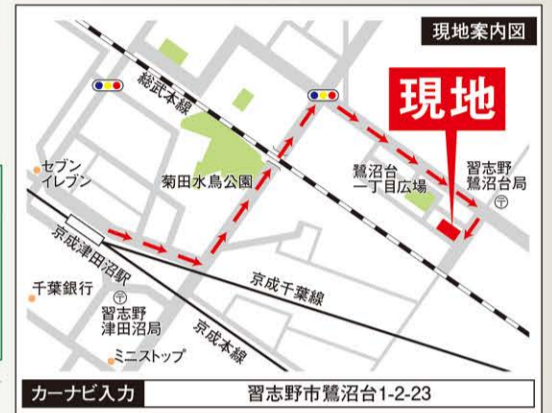 現地案内図
総武本線
現地
セブン
イレブン
菊田水鳥公園
鷺沼台
一丁目広場
習志野
鷺沼台局
〒
京成津田沼駅
京成千葉線
千葉銀行
〒
習志野
津田沼局
京成本線
ミニストップ
カーナビ入力
習志野市鷺沼台1-2-23